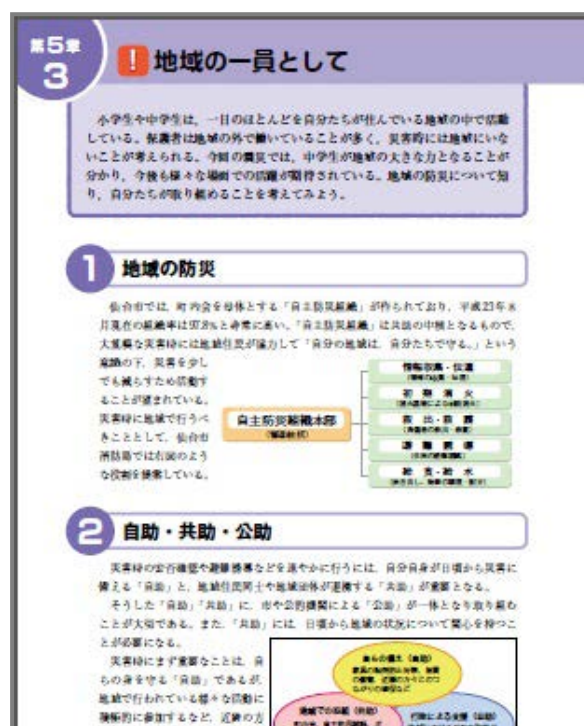 第5章
3
! 地域の一員として
小学生や中学生は，一日のほとんどを自分たちが住んでいる地域の中で活動
している。保護者は地域の外で働いていることが多く，災害時には地域にいな
いことが考えられる。今回の震災では，中学生が地域の大きな力となることが
分かり，今後も様々な場面での活躍が期待されている。地域の防災について知
り，自分たちが取り組めることを考えてみよう。
1 地域の防災
仙台市では，町内会を母体とする「自主防災組織」が作られており，平成23年8
月現在の組織率は97.8%と非常に高い。「自主防災組織」は共助の中核となるもので，
大規模な災害時には地域住民が協力して「自分の地域は，自分たちで守る。」という
意識の下，災害を少し
でも減らすため活動す
ることが望まれている。
災害時に地域で行うべ
きこととして，仙台市
消防局では右図のよう
な役割を提案している。
自主防災組織本部
情報収集・伝達
初期消火
救出・救護
避難誘導
給食・給水
2 自助・共助・公助
災害時の安否確認や避難誘導などを速やかに行うには，自分自身が日頃から災害に
備える「自助」と，地域住民同士や地域団体が連携する「共助」が重要となる。
そうした「自助」「共助」に，市や公的機関による「公助」が一体となり取り組む
ことが大切である。また，「共助」には，日頃から地域の状況について関心を持つこ
とが必要になる。
災害時にまず重要なことは，自
らの身を守る「自助」であるが，
地域で行われている様々な活動に
積極的に参加するなど，近隣の方
自らの備え（自助）
地域での協働（共助）
行政による支援（公助）